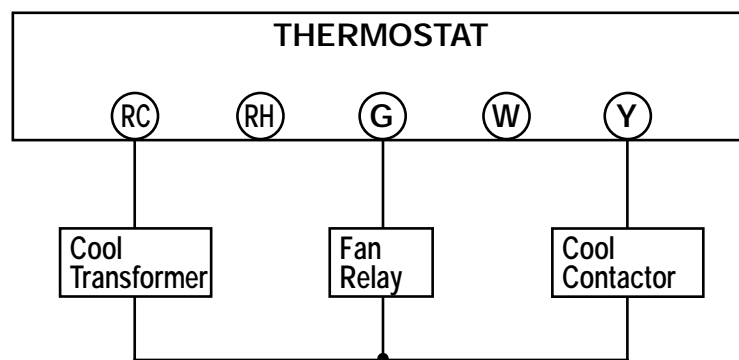 THERMOSTAT
RC RH G W Y
Cool
Transformer
Fan
Relay
Cool
Contactor